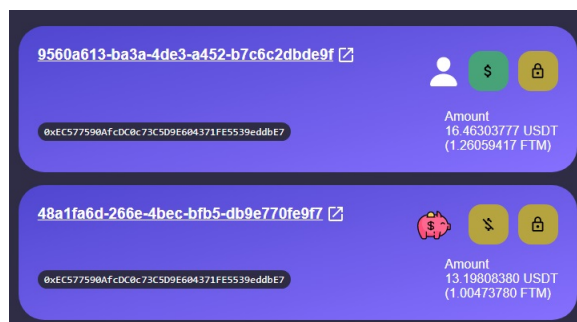 9560a613-ba3a-4de3-a452-b7c6c2dbde9f
$
0xEC577590AfcDC0c73C5D9E604371FE5539eddbE7
Amount
16.46303777 USDT
(1.26059417 FTM)
48a1fa6d-266e-4bec-bfb5-db9e770fe9f7
$ $
0xEC577590AfcDC0c73C5D9E604371FE5539eddbE7
Amount
13.19808380 USDT
(1.00473780 FTM)